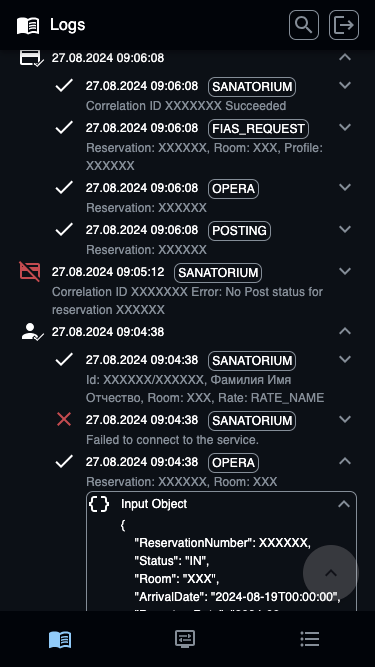 Logs
27.08.2024 09:06:08
27.08.2024 09:06:08 SANATORIUM
Correlation ID XXXXXXX Succeeded
27.08.2024 09:06:08 FIAS_REQUEST
Reservation: XXXXXX, Room: XXX, Profile:
XXXXXX
27.08.2024 09:06:08 OPERA
Reservation: XXXXXX
27.08.2024 09:06:08 POSTING
Reservation: XXXXXX
27.08.2024 09:05:12 SANATORIUM
Correlation ID XXXXXXX Error: No Post status for
reservation XXXXXX
27.08.2024 09:04:38
27.08.2024 09:04:38 SANATORIUM
Id: XXXXXX/XXXXXX, Фамилия Имя
Отчество, Room: XXX, Rate: RATE_NAME
27.08.2024 09:04:38 SANATORIUM
Failed to connect to the service.
27.08.2024 09:04:38 OPERA
Reservation: XXXXXX, Room: XXX
{} Input Object
{
"ReservationNumber": XXXXXX,
"Status": "IN",
"Room": "XXX",
"ArrivalDate": "2024-08-19T00:00:00",